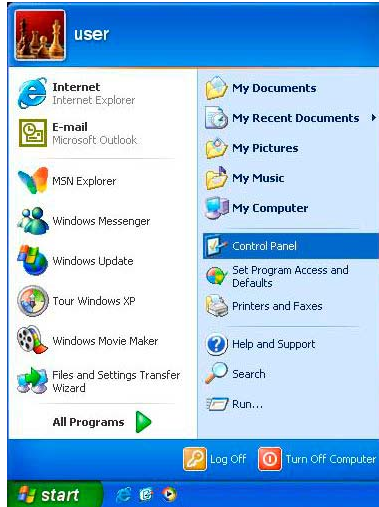 user
Internet
Internet Explorer
E-mail
Microsoft Outlook
MSN Explorer
Windows Messenger
Windows Update
Tour Windows XP
Windows Movie Maker
Files and Settings Transfer
Wizard
All Programs
My Documents
My Recent Documents
My Pictures
My Music
My Computer
Control Panel
Set Program Access and
Defaults
Printers and Faxes
Help and Support
Search
Run...
Log Off
Turn Off Computer
start